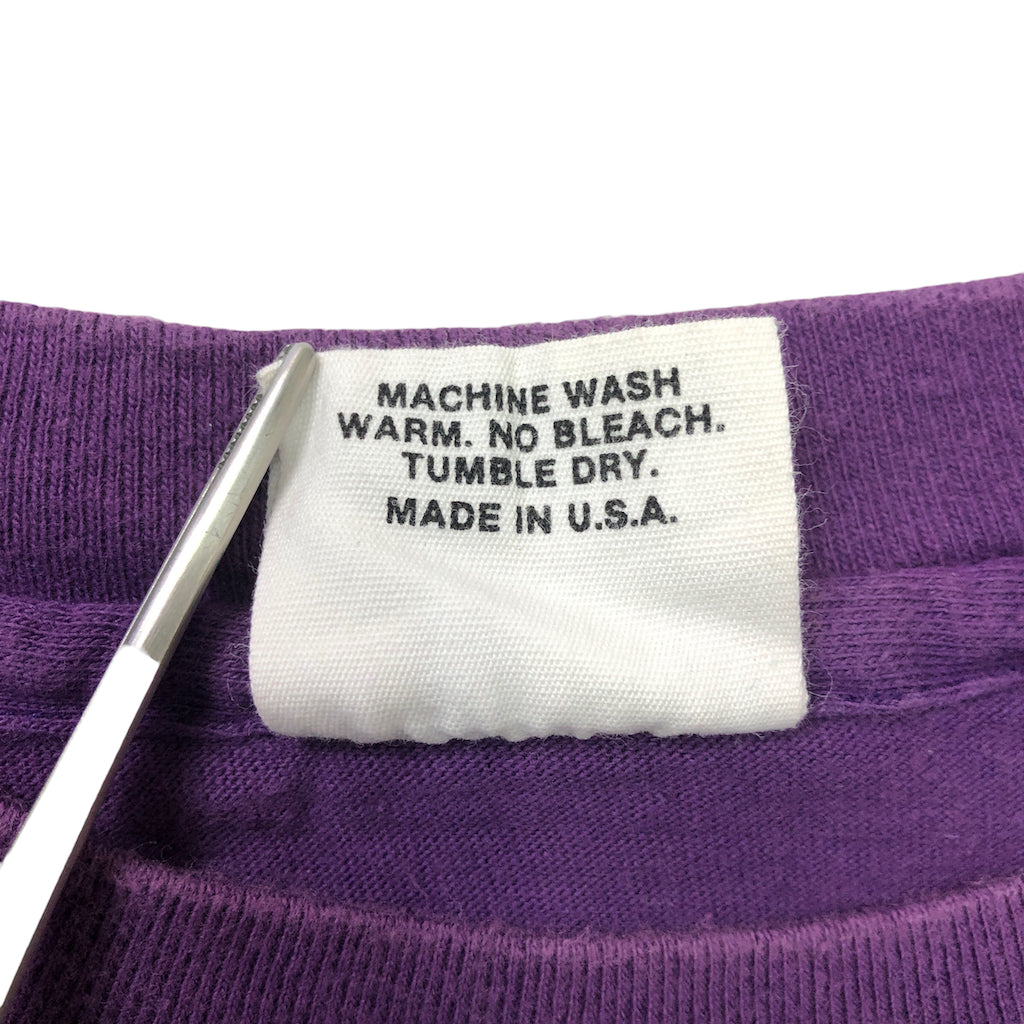 MACHINE WASH
WARM. NO BLEACH.
TUMBLE DRY.
MADE IN U.S.A.